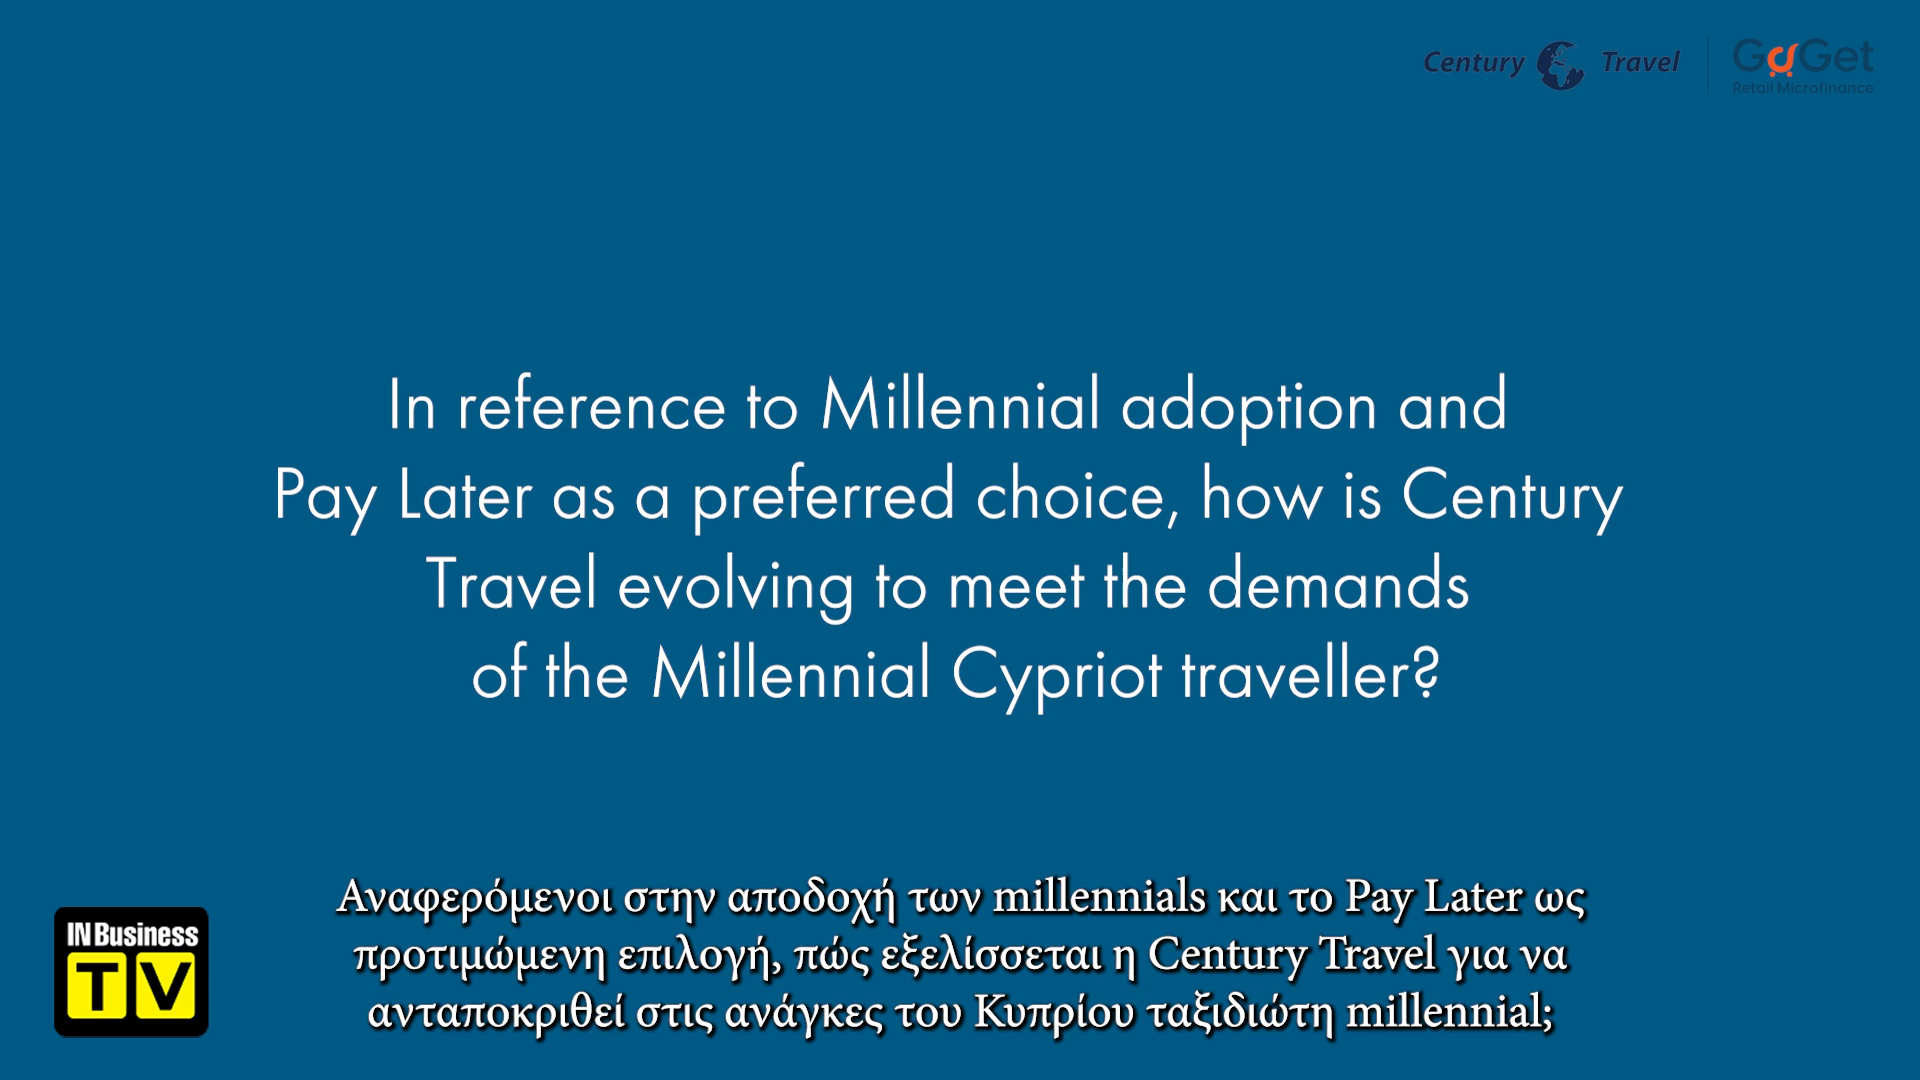 Century Travel
GoGet
Retail Microfinance
In reference to Millennial adoption and
Pay Later as a preferred choice, how is Century
Travel evolving to meet the demands
of the Millennial Cypriot traveller?
Αναφερόμενοι στην αποδοχή των millennials και το Pay Later ως
προτιμώμενη επιλογή, πώς εξελίσσεται η Century Travel για να
ανταποκριθεί στις ανάγκες του Κυπρίου ταξιδιώτη millennial;
IN Business
TV